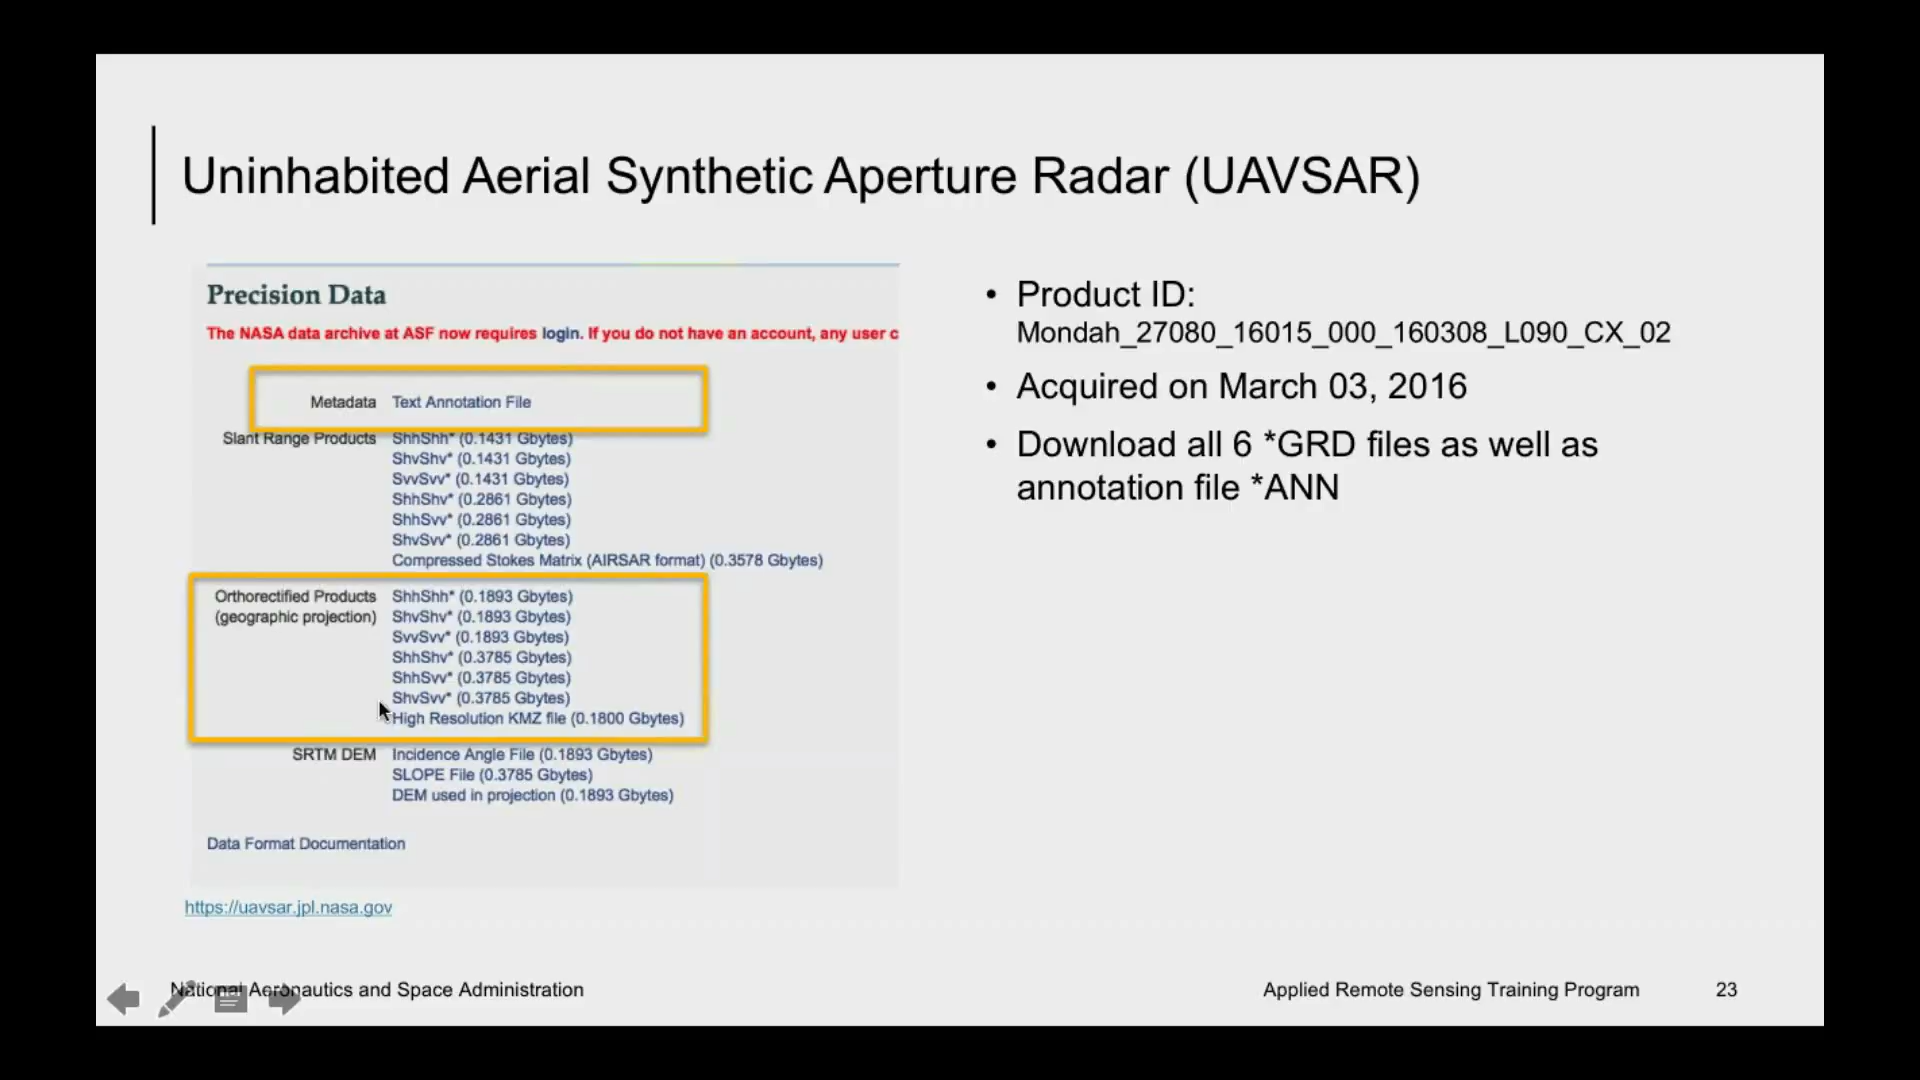 Uninhabited Aerial Synthetic Aperture Radar (UAVSAR)
Precision Data
The NASA data archive at ASF now requires login. If you do not have an account, any user c
Metadata Text Annotation File
Slant Range Products ShhShh* (0.1431 Gbytes)
ShvShv* (0.1431 Gbytes)
SvvSvv* (0.1431 Gbytes)
ShhShv* (0.2861 Gbytes)
ShhSvv* (0.2861 Gbytes)
ShvSvv* (0.2861 Gbytes)
Compressed Stokes Matrix (AIRSAR format) (0.3578 Gbytes)
Orthorectified Products ShhShh* (0.1893 Gbytes)
(geographic projection) ShvShv* (0.1893 Gbytes)
SvvSvv* (0.1893 Gbytes)
ShhShv* (0.3785 Gbytes)
ShhSvv* (0.3785 Gbytes)
ShvSvv* (0.3785 Gbytes)
High Resolution KMZ file (0.1800 Gbytes)
SRTM DEM Incidence Angle File (0.1893 Gbytes)
SLOPE File (0.3785 Gbytes)
DEM used in projection (0.1893 Gbytes)
Data Format Documentation
https://uavsar.jpl.nasa.gov
• Product ID:
Mondah_27080_16015_000_160308_L090_CX_02
• Acquired on March 03, 2016
• Download all 6 *GRD files as well as
annotation file *ANN
National Aeronautics and Space Administration
Applied Remote Sensing Training Program 23